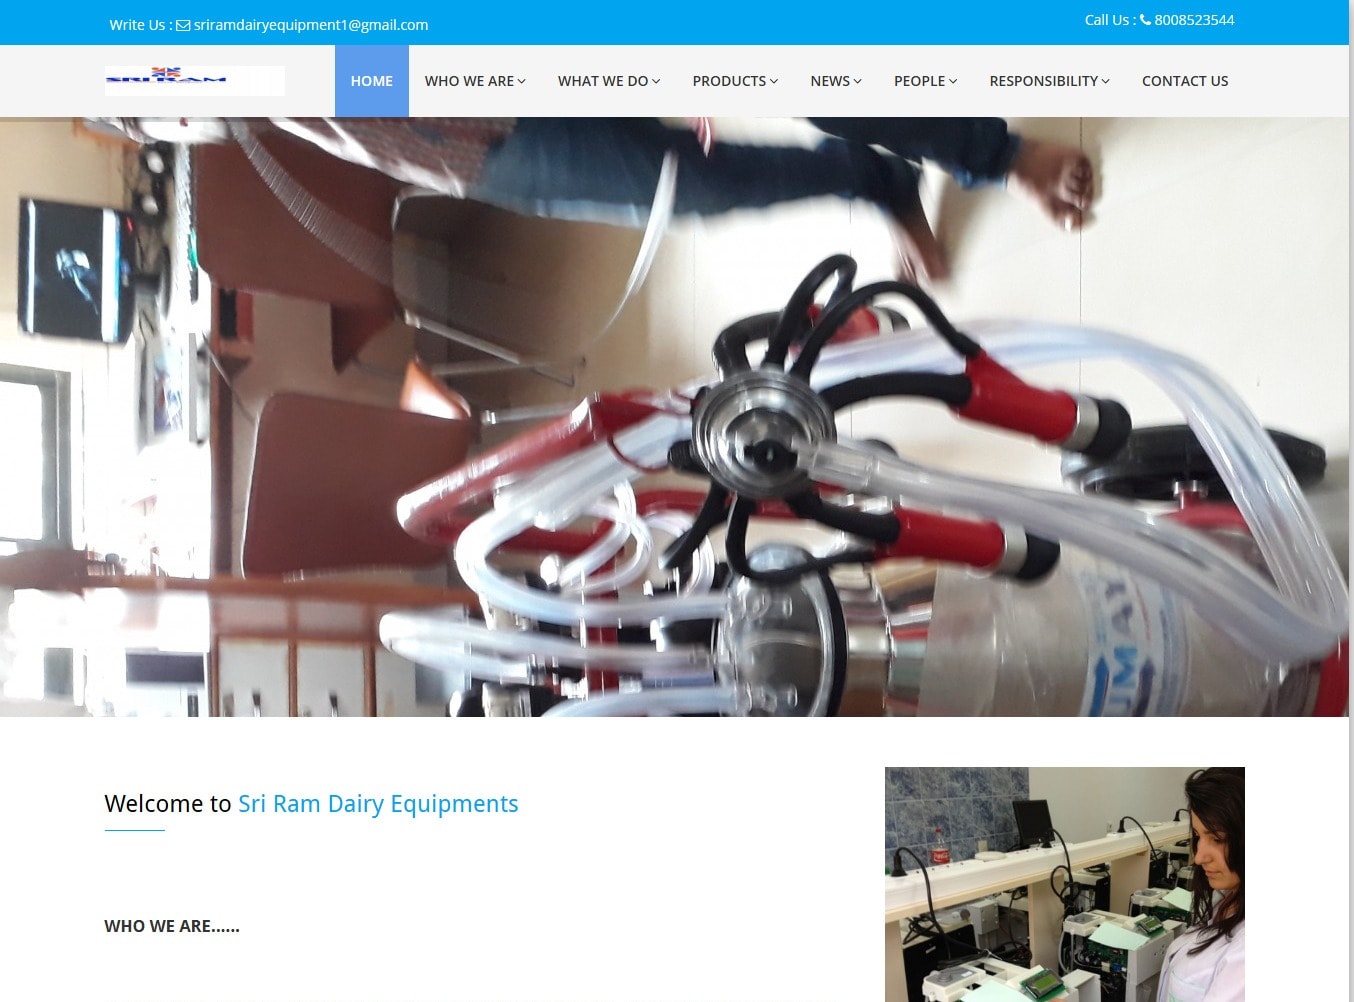 Write Us : sriramdairyequipment1@gmail.com
Call Us : 8008523544
SRI RAM
HOME WHO WE ARE WHAT WE DO PRODUCTS NEWS PEOPLE RESPONSIBILITY CONTACT US
Welcome to Sri Ram Dairy Equipments
WHO WE ARE......